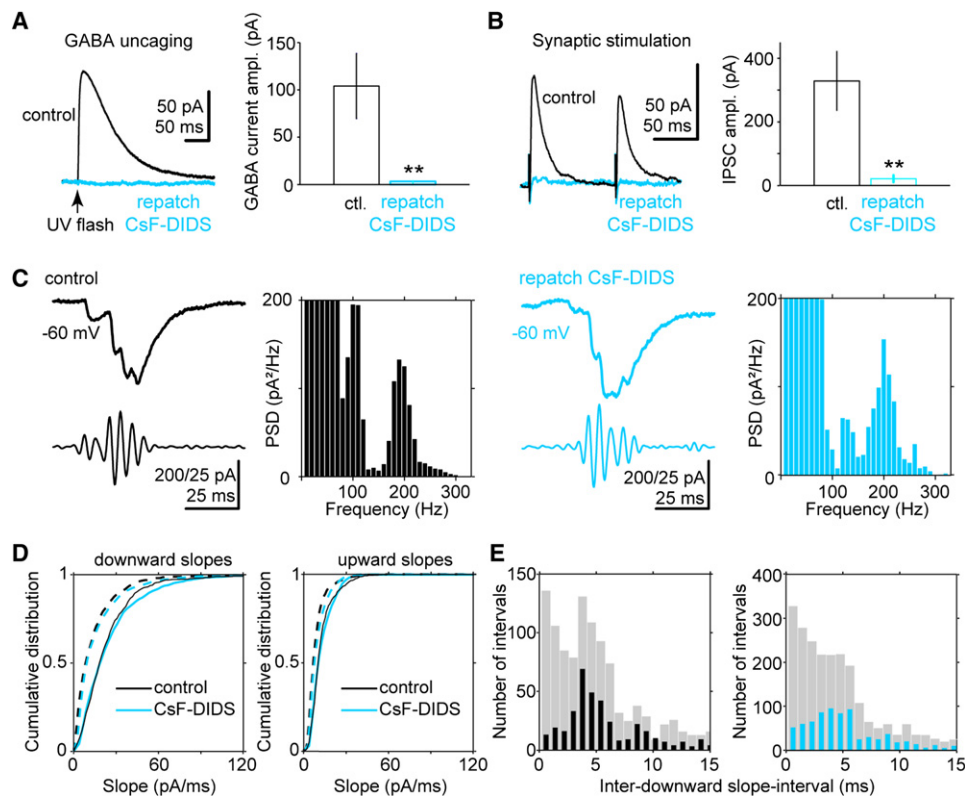 A
GABA uncaging
control
50 pA
50 ms
repatch
CsF-DIDS
UV flash
GABA current ampl. (pA)
150
100
50
0
**
ctl.
repatch
CsF-DIDS
B
Synaptic stimulation
control
50 pA
50 ms
repatch
CsF-DIDS
IPSC ampl. (pA)
400
200
0
**
ctl.
repatch
CsF-DIDS
C
control
-60 mV
200/25 pA
25 ms
PSD (pA²/Hz)
200
0
100
200
300
Frequency (Hz)
repatch CsF-DIDS
-60 mV
200/25 pA
25 ms
PSD (pA²/Hz)
200
0
100
200
300
Frequency (Hz)
D
downward slopes
Cumulative distribution
1
0.5
0
control
CsF-DIDS
0
60
120
Slope (pA/ms)
upward slopes
Cumulative distribution
1
0.5
0
control
CsF-DIDS
0
60
120
Slope (pA/ms)
E
Number of intervals
150
100
50
0
0
5
10
15
Number of intervals
400
300
200
100
0
0
5
10
15
Inter-downward slope-interval (ms)